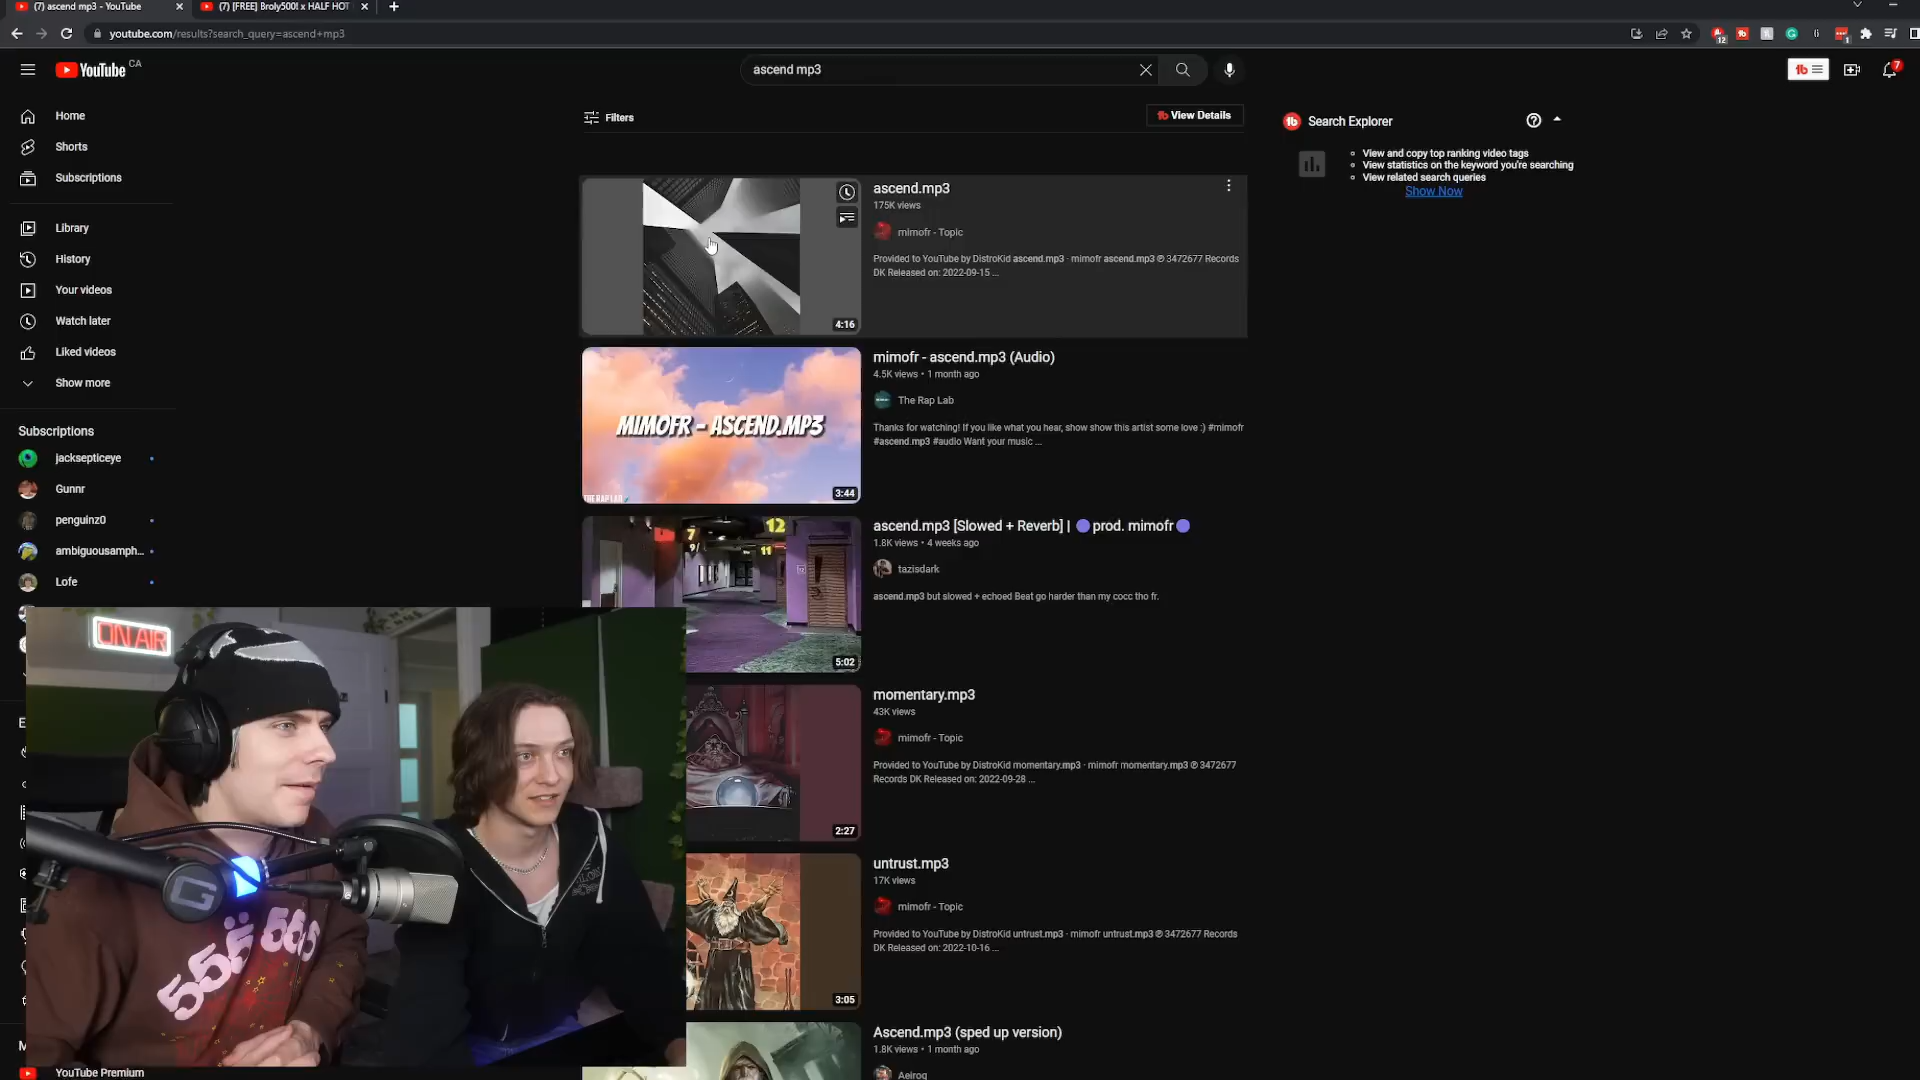 (7) ascend mp3 - YouTube
(7) [FREE] Broly500! x HALF HOT
youtube.com/results?search_query=ascend+mp3
12
1
YouTube CA
ascend mp3
7
Home
Shorts
Subscriptions
Library
History
Your videos
Watch later
Liked videos
Show more
Subscriptions
jacksepticeye
Gunnr
penguinz0
ambiguousamph...
Lofe
YouTube Premium
Filters
View Details
ascend.mp3
175K views
mimofr - Topic
Provided to YouTube by DistroKid ascend.mp3 · mimofr ascend.mp3 ℗ 3472677 Records
DK Released on: 2022-09-15 ...
4:16
MIMOFR - ASCEND.MP3
THE RAP LAB
3:44
mimofr - ascend.mp3 (Audio)
4.5K views • 1 month ago
The Rap Lab
Thanks for watching! If you like what you hear, show show this artist some love :) #mimofr
#ascend.mp3 #audio Want your music ...
7
12
9/
11
5:02
ascend.mp3 [Slowed + Reverb] | 🟣prod. mimofr🟣
1.8K views • 4 weeks ago
tazisdark
ascend.mp3 but slowed + echoed Beat go harder than my cocc tho fr.
2:27
momentary.mp3
43K views
mimofr - Topic
Provided to YouTube by DistroKid momentary.mp3 · mimofr momentary.mp3 ℗ 3472677
Records DK Released on: 2022-09-28 ...
3:05
untrust.mp3
17K views
mimofr - Topic
Provided to YouTube by DistroKid untrust.mp3 · mimofr untrust.mp3 ℗ 3472677 Records
DK Released on: 2022-10-16 ...
Ascend.mp3 (sped up version)
1.8K views • 1 month ago
Aeiroq
Search Explorer
View and copy top ranking video tags
View statistics on the keyword you're searching
View related search queries
Show Now
ON AIR
G